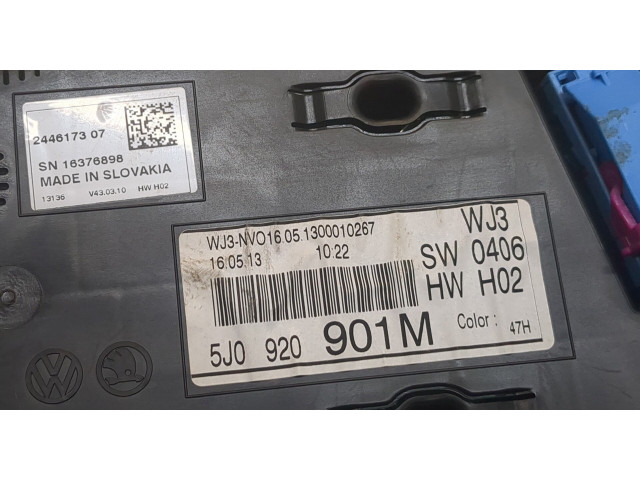 2446173 07
SN 16376898
MADE IN SLOVAKIA
13136 V43.03.10 HW H02
WJ3-NVO16.05.1300010267
16.05.13 10:22
WJ3
SW 0406
HW H02
5J0 920 901M Color: 47H